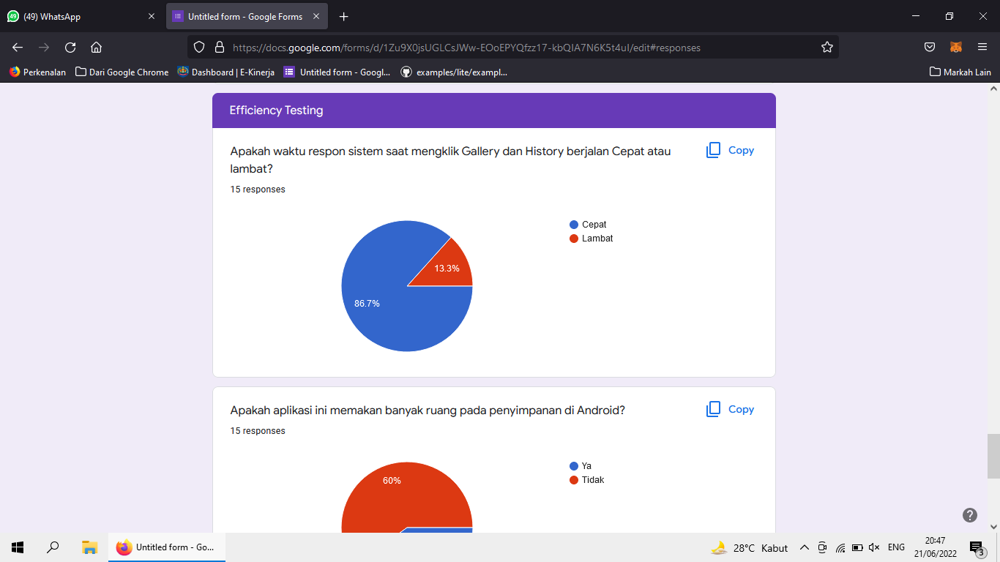 (49) WhatsApp
Untitled form - Google Forms
https://docs.google.com/forms/d/1Zu9X0jsUGLCsJWw-EOoEPYQfzz17-kbQIA7N6K5t4uI/edit#responses
Perkenalan
Dari Google Chrome
Dashboard | E-Kinerja
Untitled form - Googl...
examples/lite/exampl...
Markah Lain
Efficiency Testing
Apakah waktu respon sistem saat mengklik Gallery dan History berjalan Cepat atau
lambat?
Copy
15 responses
Cepat
Lambat
13.3%
86.7%
Apakah aplikasi ini memakan banyak ruang pada penyimpanan di Android?
Copy
15 responses
Ya
Tidak
60%
Untitled form - Go...
28°C Kabut
ENG
20:47
21/06/2022
3